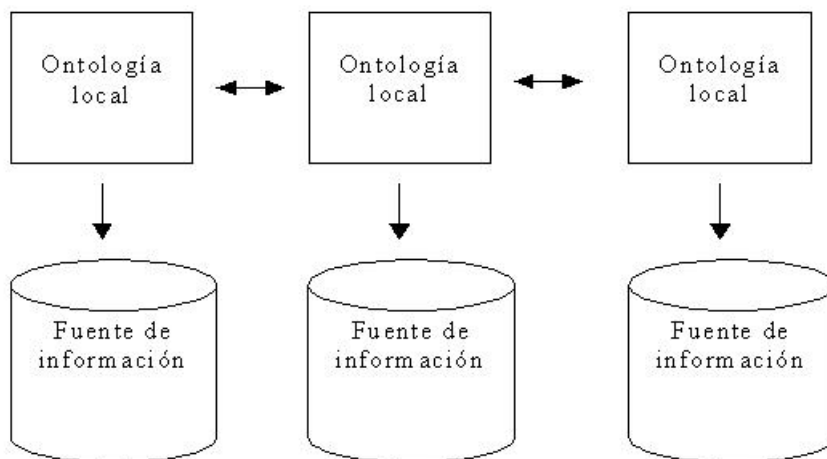 Ontología
local
Ontología
local
Ontología
local
Fuente de
información
Fuente de
información
Fuente de
información